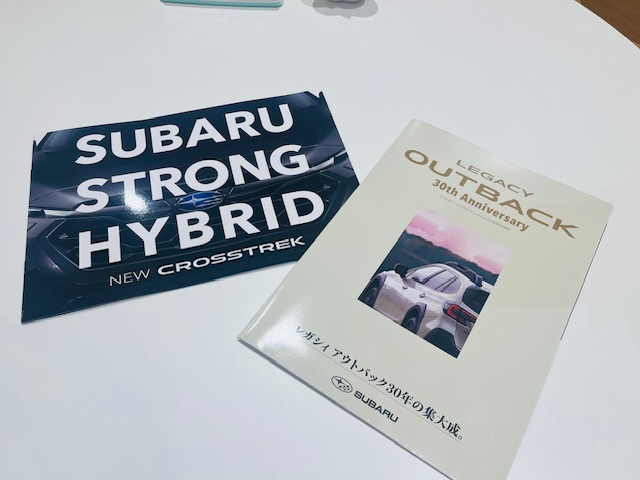 SUBARU
STRONG
HYBRID
NEW CROSSTREK
LEGACY
OUTBACK
30th Anniversary
レガシィ アウトバック30年の集大成。
SUBARU